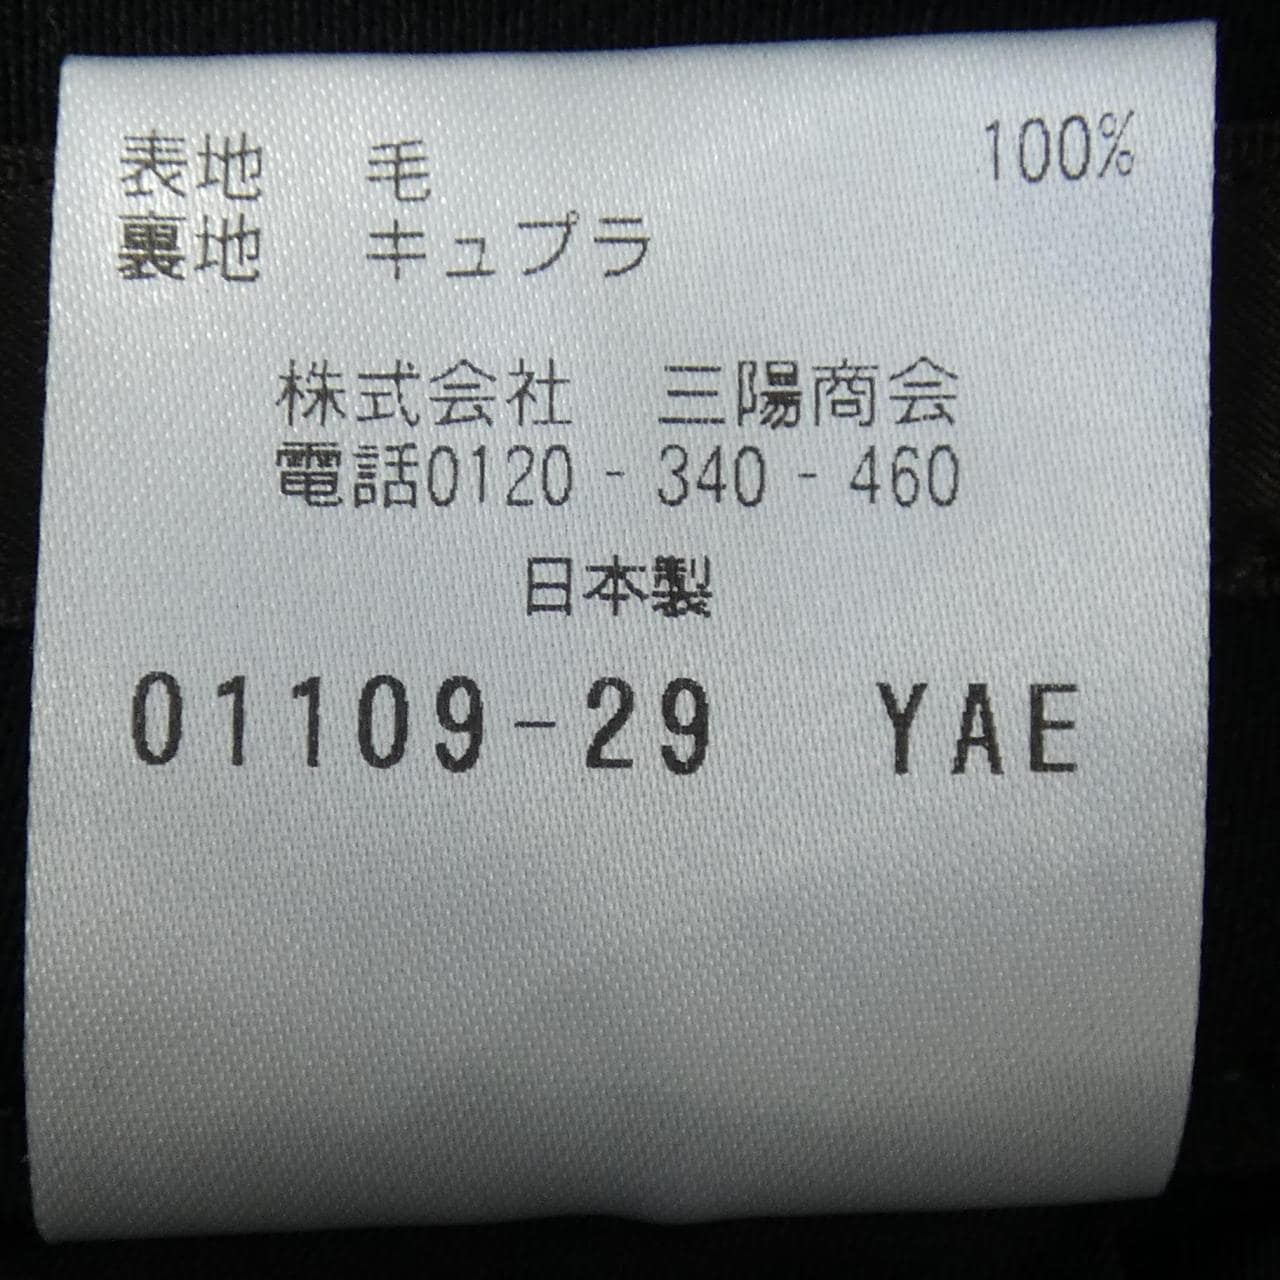 表地 毛 100%
裏地 キュプラ
株式会社 三陽商会
電話0120-340-460
日本製
01109-29 YAE